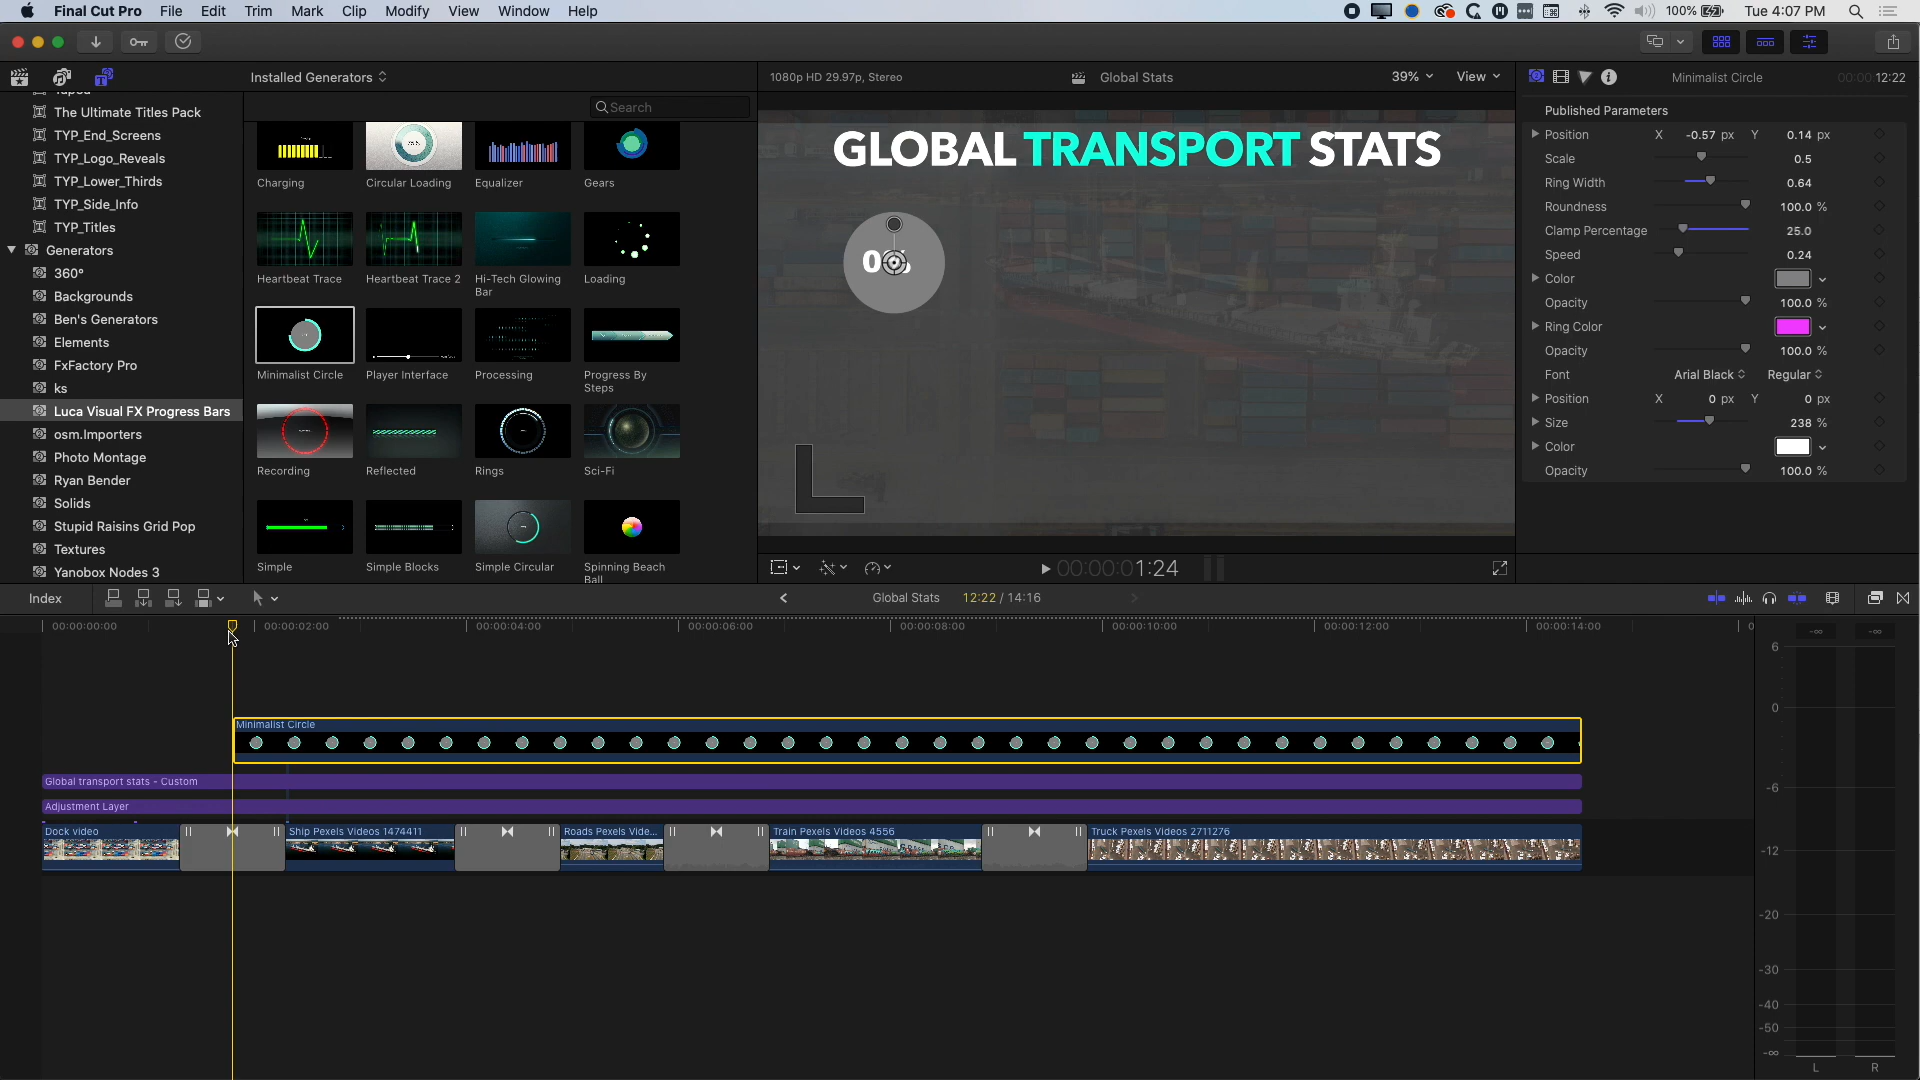 Final Cut Pro File Edit Trim Mark Clip Modify View Window Help
100% Tue 4:07 PM
Installed Generators
1080p HD 29.97p, Stereo
Global Stats
39%
View
Minimalist Circle
00:00:12:22
The Ultimate Titles Pack
TYP_End_Screens
TYP_Logo_Reveals
TYP_Lower_Thirds
TYP_Side_Info
TYP_Titles
Generators
360°
Backgrounds
Ben's Generators
Elements
FxFactory Pro
ks
Luca Visual FX Progress Bars
osm.Importers
Photo Montage
Ryan Bender
Solids
Stupid Raisins Grid Pop
Textures
Yanobox Nodes 3
Search
Charging
Circular Loading
Equalizer
Gears
Heartbeat Trace
Heartbeat Trace 2
Hi-Tech Glowing
Bar
Loading
Minimalist Circle
Player Interface
Processing
Progress By
Steps
Recording
Reflected
Rings
Sci-Fi
Simple
Simple Blocks
Simple Circular
Spinning Beach
Ball
GLOBAL TRANSPORT STATS
0%
00:00:01:24
Published Parameters
Position X -0.57 px Y 0.14 px
Scale 0.5
Ring Width 0.64
Roundness 100.0 %
Clamp Percentage 25.0
Speed 0.24
Color
Opacity 100.0 %
Ring Color
Opacity 100.0 %
Font Arial Black Regular
Position X 0 px Y 0 px
Size 238 %
Color
Opacity 100.0 %
Index
Global Stats 12:22 / 14:16
00:00:00:00
00:00:02:00
00:00:04:00
00:00:06:00
00:00:08:00
00:00:10:00
00:00:12:00
00:00:14:00
Minimalist Circle
Global transport stats - Custom
Adjustment Layer
Dock video
Ship Pexels Videos 1474411
Roads Pexels Vide...
Train Pexels Videos 4556
Truck Pexels Videos 2711276
-∞ -∞
6
0
-6
-12
-20
-30
-40
-50
-∞
L R